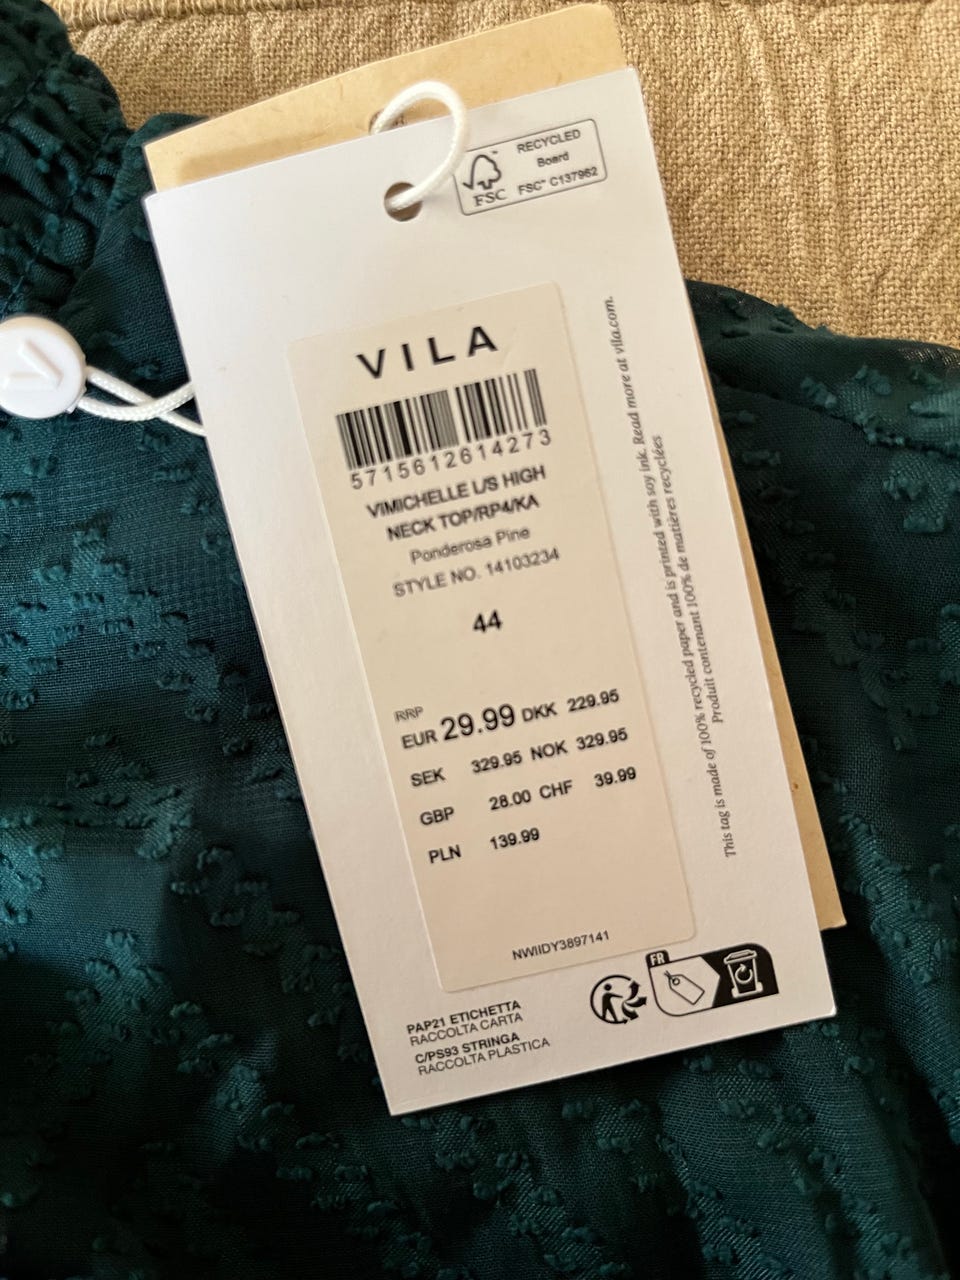 RECYCLED
Board
FSC™ C137962
FSC
VILA
5715612614273
VIMICHELLE L/S HIGH
NECK TOP/RP4/KA
Ponderosa Pine
STYLE NO. 14103234
44
RRP
EUR 29.99 DKK 229.95
SEK 329.95 NOK 329.95
GBP 28.00 CHF 39.99
PLN 139.99
NWIIDY3897141
This tag is made of 100% recycled paper and is printed with soy ink. Read more at vila.com.
Produit contenant 100% de matières recyclées
FR
PAP21 ETICHETTA
RACCOLTA CARTA
C/PS93 STRINGA
RACCOLTA PLASTICA